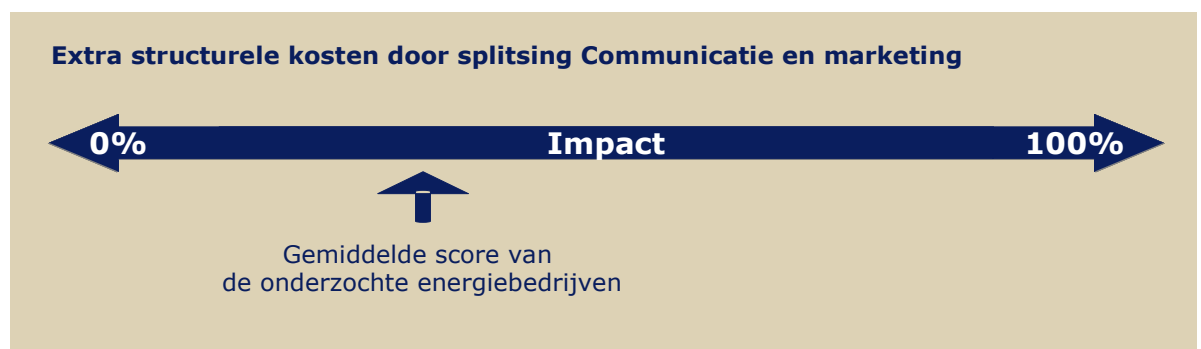 Extra structurele kosten door splitsing Communicatie en marketing
0% Impact 100%
Gemiddelde score van
de onderzochte energiebedrijven